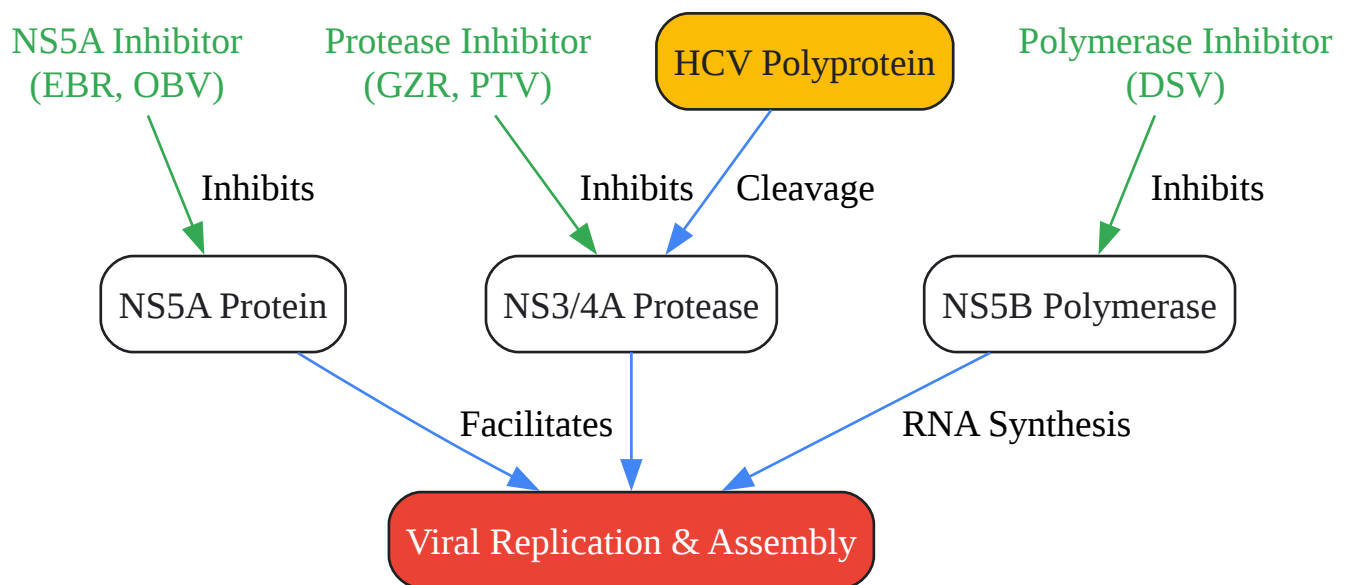 NS5A Inhibitor
(EBR, OBV)
Protease Inhibitor
(GZR, PTV)
HCV Polyprotein
Polymerase Inhibitor
(DSV)
Inhibits
Inhibits
Cleavage
Inhibits
NS5A Protein
NS3/4A Protease
NS5B Polymerase
Facilitates
RNA Synthesis
Viral Replication & Assembly